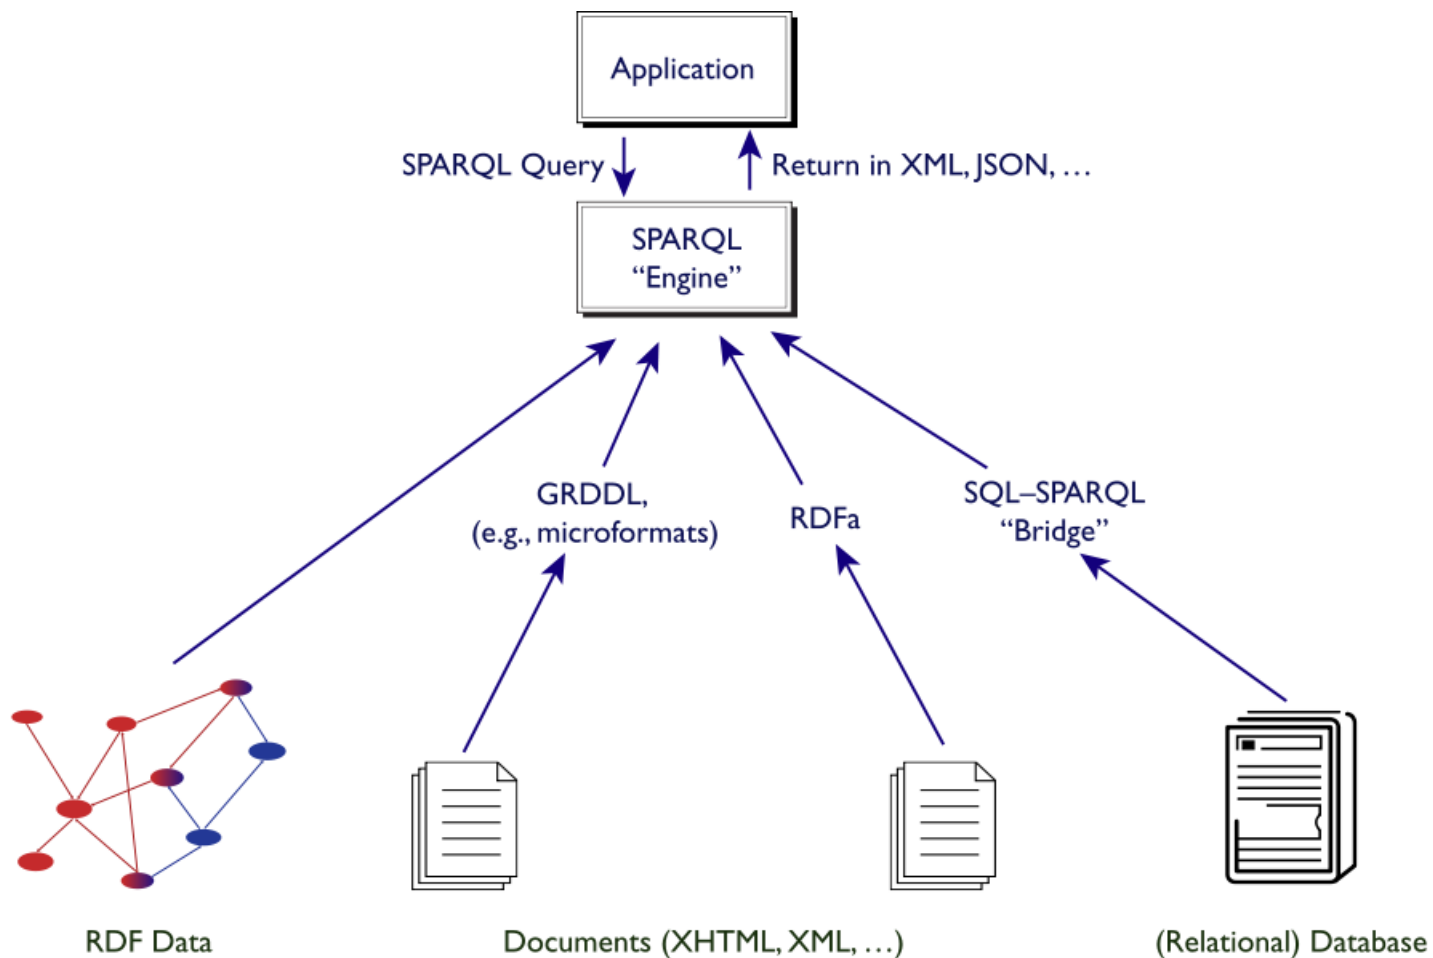 Application
SPARQL Query
Return in XML, JSON, …
SPARQL
“Engine”
GRDDL,
(e.g., microformats)
RDFa
SQL–SPARQL
“Bridge”
RDF Data
Documents (XHTML, XML, …)
(Relational) Database